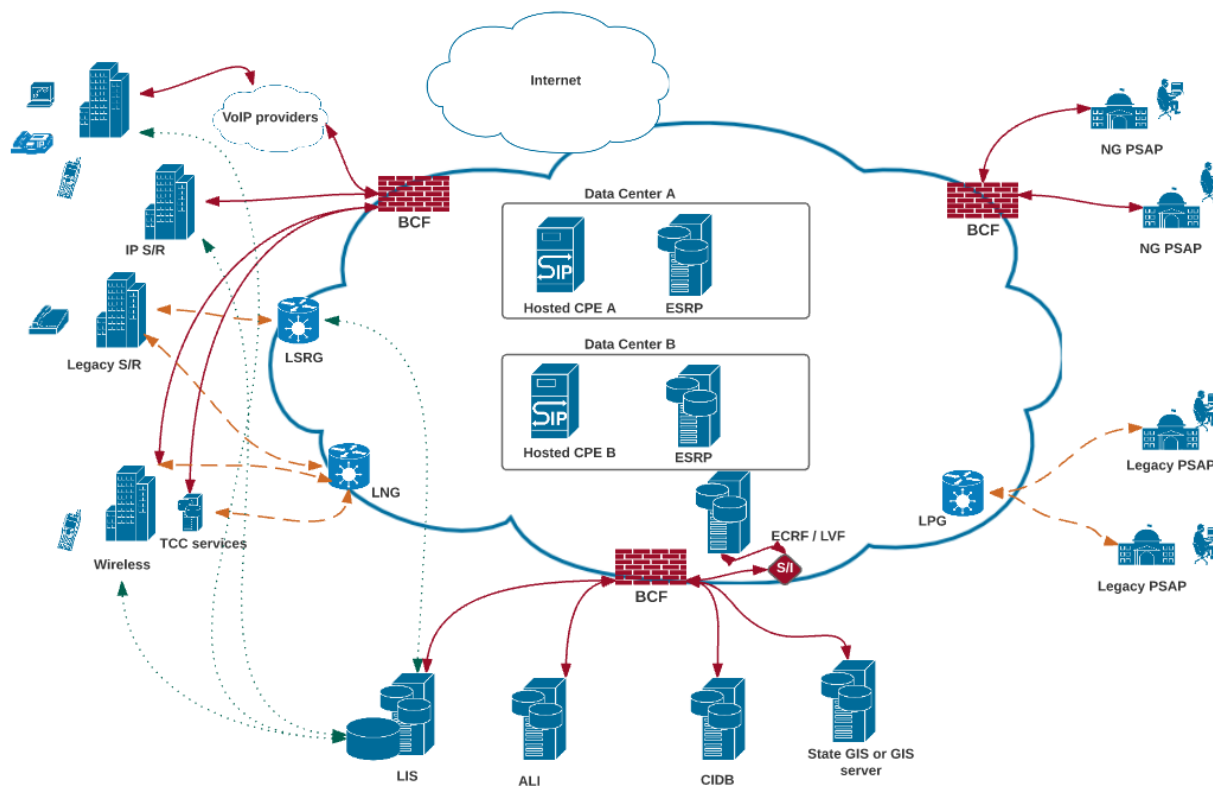 Internet
VoIP providers
NG PSAP
Data Center A
BCF
BCF
IP S/R
NG PSAP
SIP
Hosted CPE A
ESRP
Data Center B
LSRG
Legacy S/R
SIP
Hosted CPE B
ESRP
Legacy PSAP
LNG
LPG
TCC services
ECRF / LVF
Wireless
S/I
Legacy PSAP
BCF
State GIS or GIS
server
LIS
ALI
CIDB